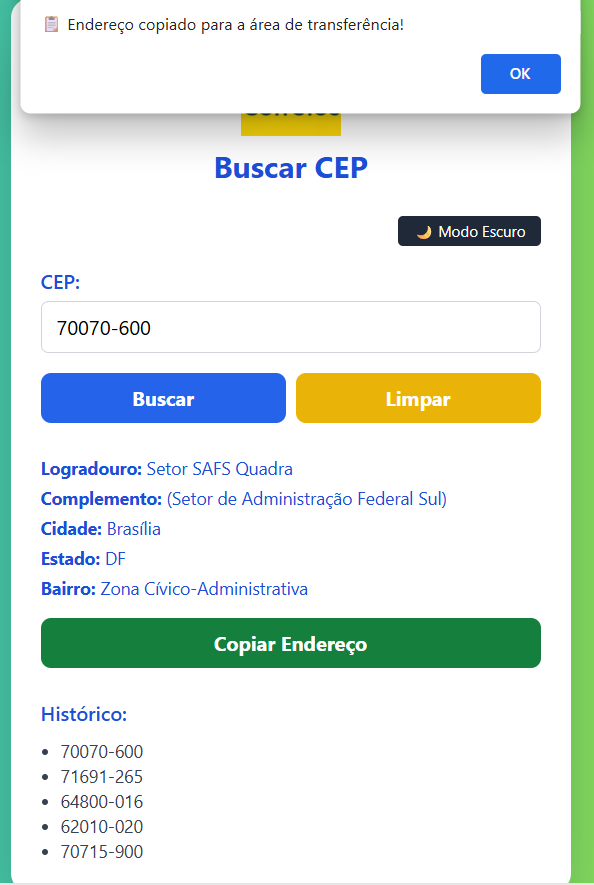 📋 Endereço copiado para a área de transferência!
OK
Buscar CEP
🌙 Modo Escuro
CEP:
70070-600
Buscar Limpar
Logradouro: Setor SAFS Quadra
Complemento: (Setor de Administração Federal Sul)
Cidade: Brasília
Estado: DF
Bairro: Zona Cívico-Administrativa
Copiar Endereço
Histórico:
• 70070-600
• 71691-265
• 64800-016
• 62010-020
• 70715-900